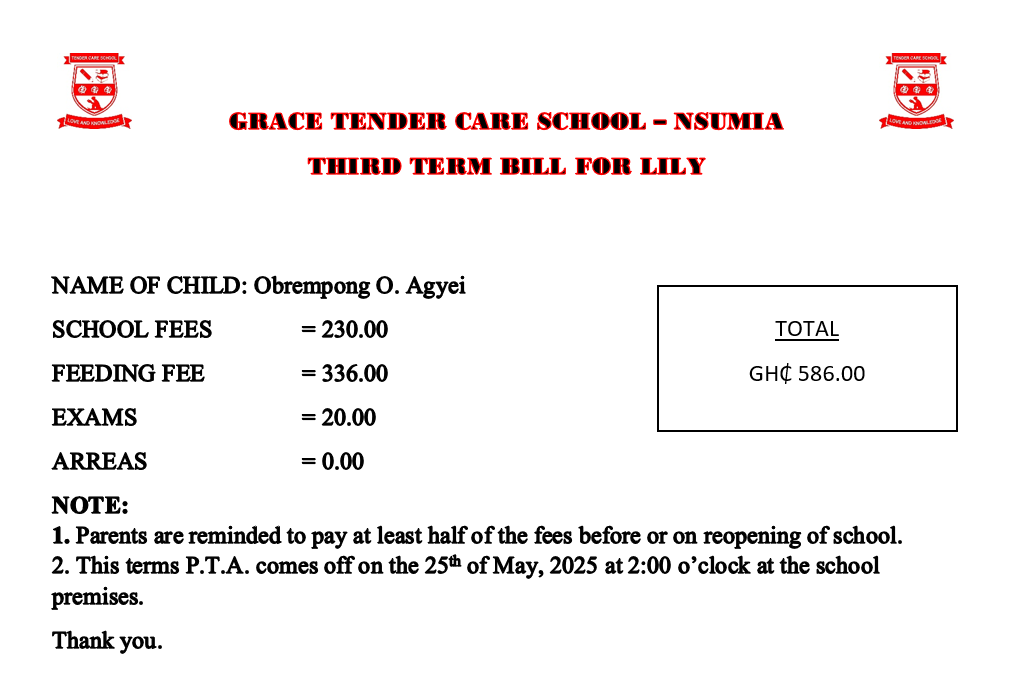 TENDER CARE SCHOOL
LOVE AND KNOWLEDGE
TENDER CARE SCHOOL
LOVE AND KNOWLEDGE
GRACE TENDER CARE SCHOOL – NSUMIA
THIRD TERM BILL FOR LILY
NAME OF CHILD: Obrempong O. Agyei
SCHOOL FEES = 230.00
FEEDING FEE = 336.00
EXAMS = 20.00
ARREAS = 0.00
TOTAL
GH₵ 586.00
NOTE:
1. Parents are reminded to pay at least half of the fees before or on reopening of school.
2. This terms P.T.A. comes off on the 25th of May, 2025 at 2:00 o’clock at the school
premises.
Thank you.